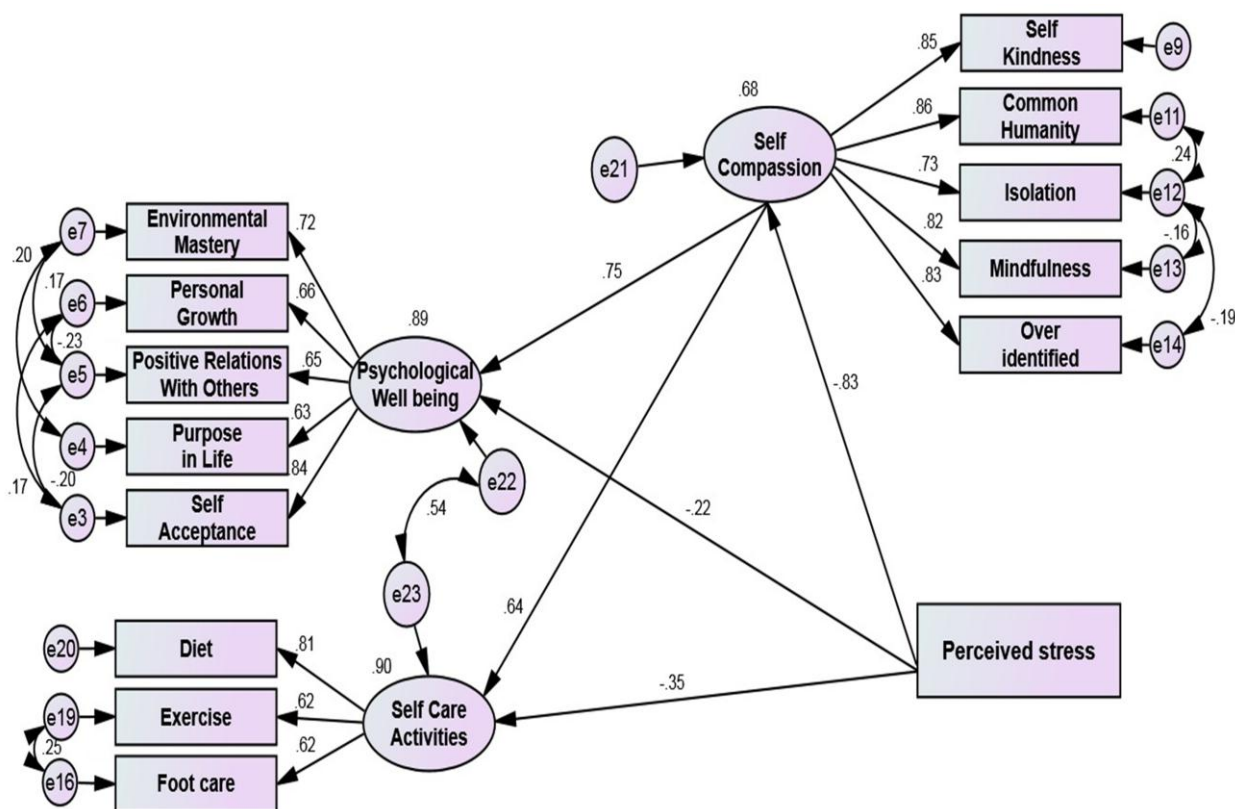 Self
Kindness
e9
.85
.68
.86
Common
Humanity
e11
Self
Compassion
e21
.24
.73
Isolation
e12
.82
-.16
Mindfulness
e13
.83
Over
identified
e14
-.19
e7
Environmental
Mastery
.72
.20
.17
e6
Personal
Growth
.66
-.23
e5
Positive Relations
With Others
.65
.89
Psychological
Well being
.75
-.83
e4
Purpose
in Life
.63
.17
-.20
e3
Self
Acceptance
.84
e22
.54
-.22
e23
.64
e20
Diet
.81
.90
Perceived stress
-.35
e19
Exercise
.62
Self Care
Activities
.25
e16
Foot care
.62